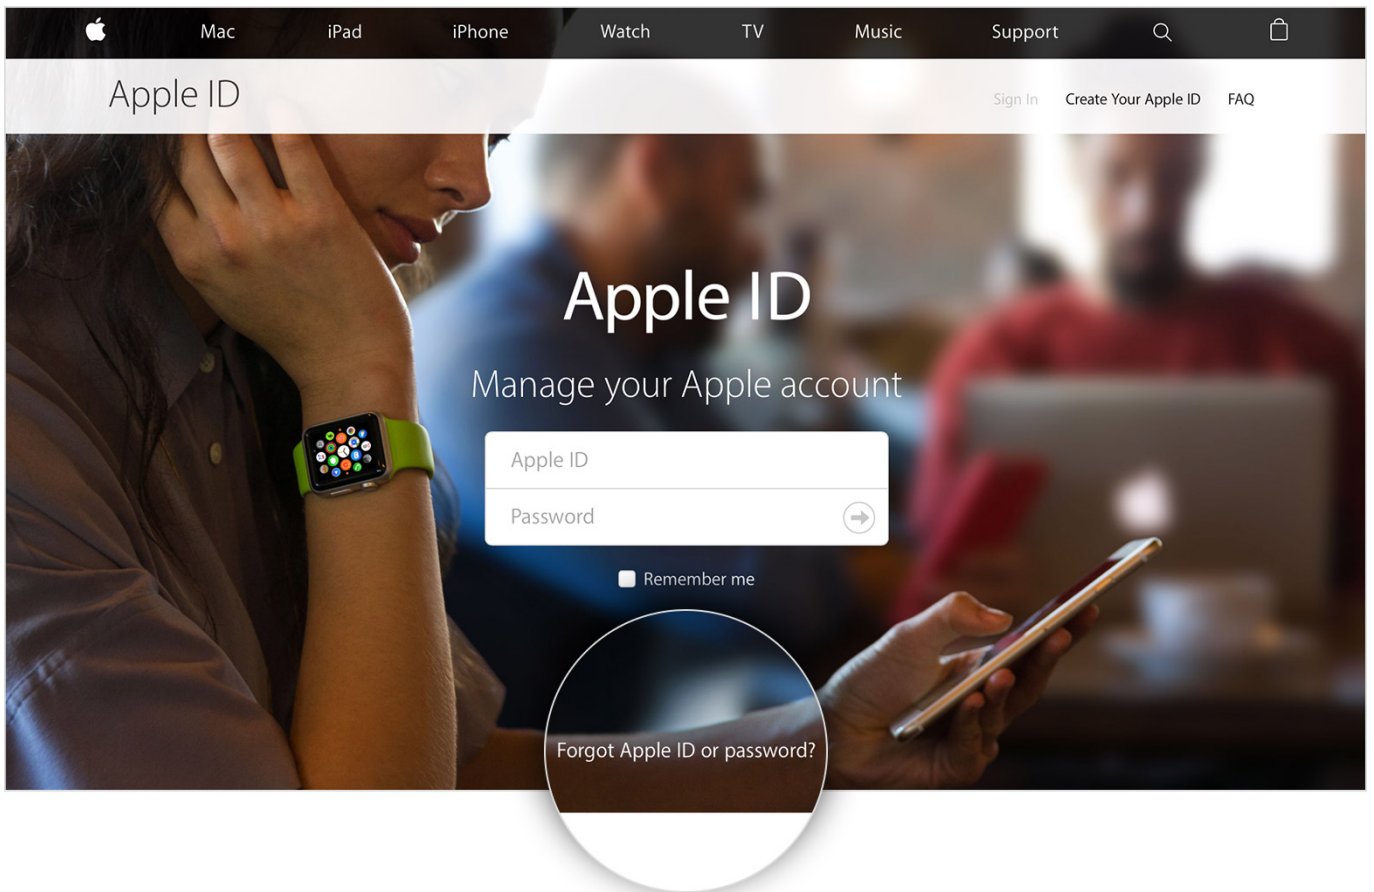 Mac iPad iPhone Watch TV Music Support
Apple ID
Sign In Create Your Apple ID FAQ
Apple ID
Manage your Apple account
Apple ID
Password
Remember me
Forgot Apple ID or password?